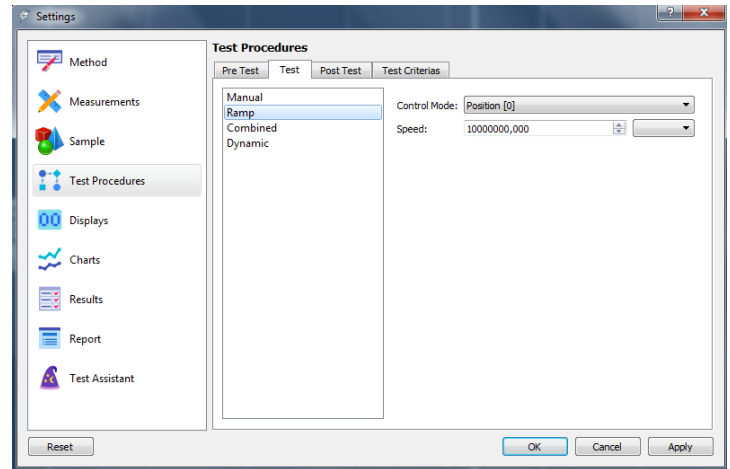 Settings
Method
Measurements
Sample
Test Procedures
00 Displays
Charts
Results
Report
Test Assistant
Test Procedures
Pre Test Test Post Test Test Criterias
Manual
Ramp
Combined
Dynamic
Control Mode: Position [0]
Speed: 10000000,000
Reset OK Cancel Apply